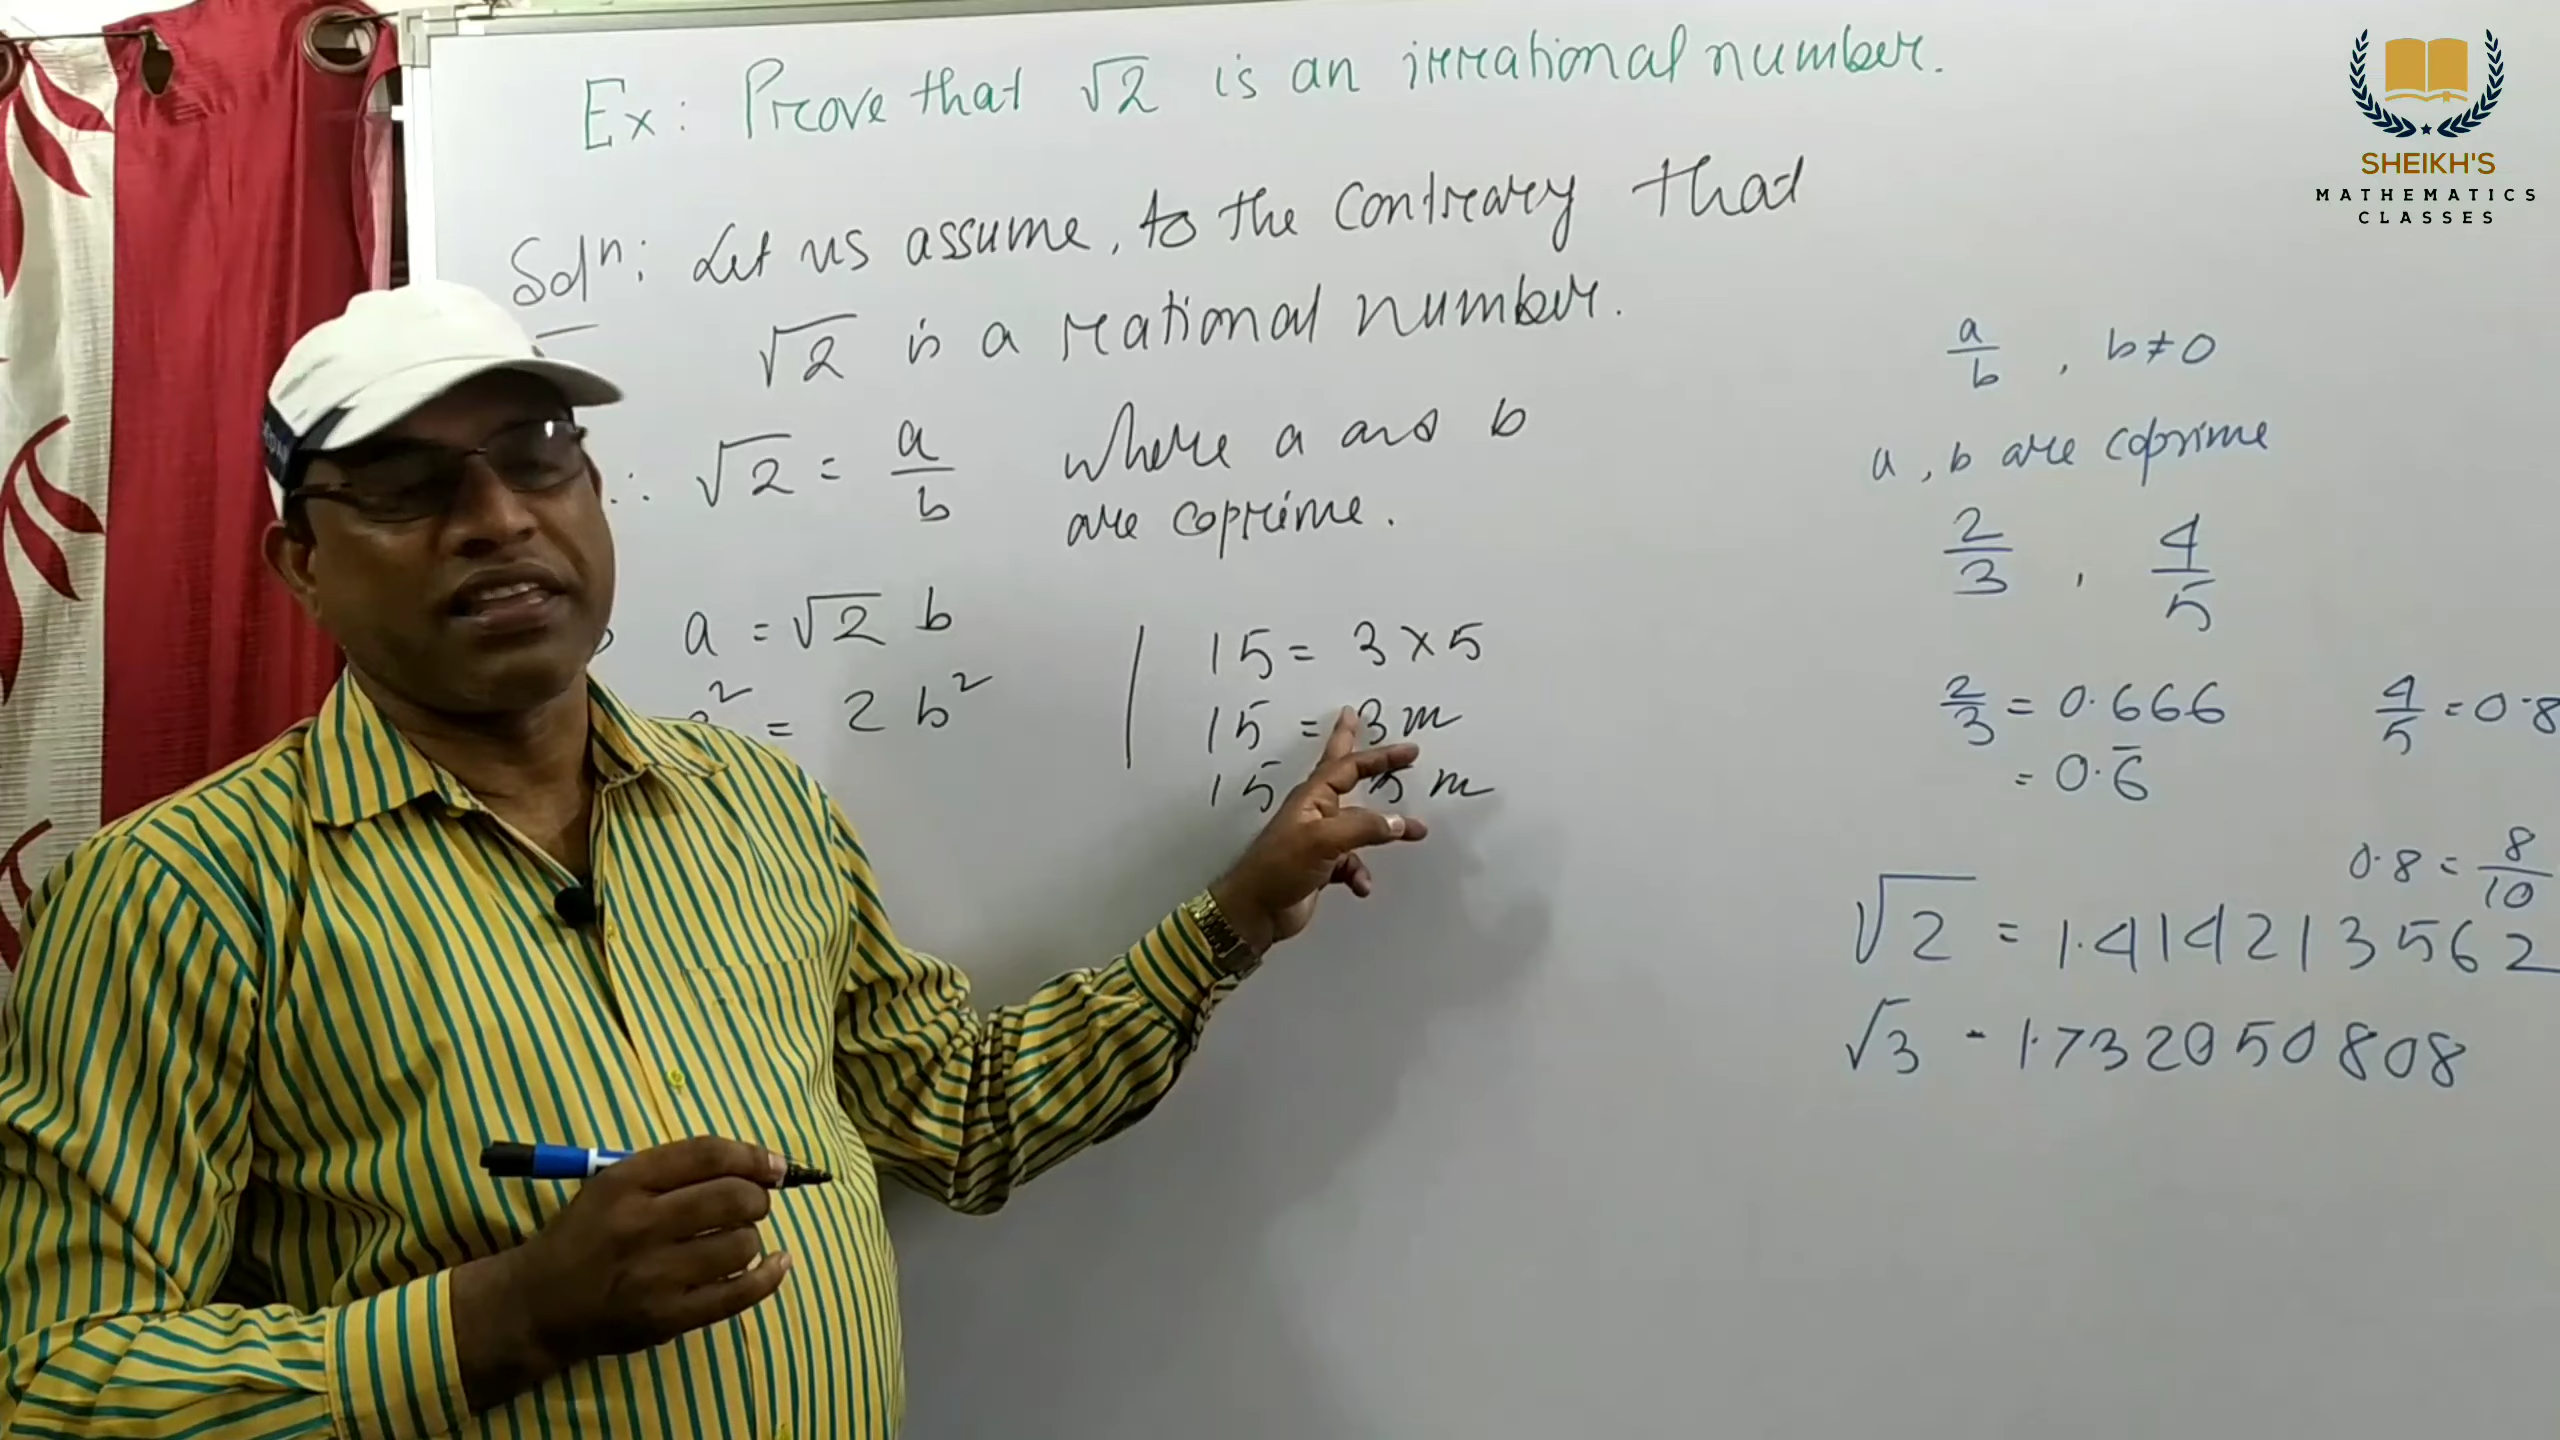 Ex: Prove that √2 is an irrational number.
Solⁿ: Let us assume, to the contrary that
√2 is a rational number.
∴ √2 = a/b where a and b
are coprime.
a = √2 b
² = 2b²
15 = 3 × 5
15 = 3m
15 5m
a/b , b ≠ 0
a, b are coprime
2/3 , 4/5
2/3 = 0.666
= 0.6̅
4/5 = 0.8
0.8 = 8/10
√2 = 1.414213562
√3 - 1.732050808
SHEIKH'S
MATHEMATICS
CLASSES